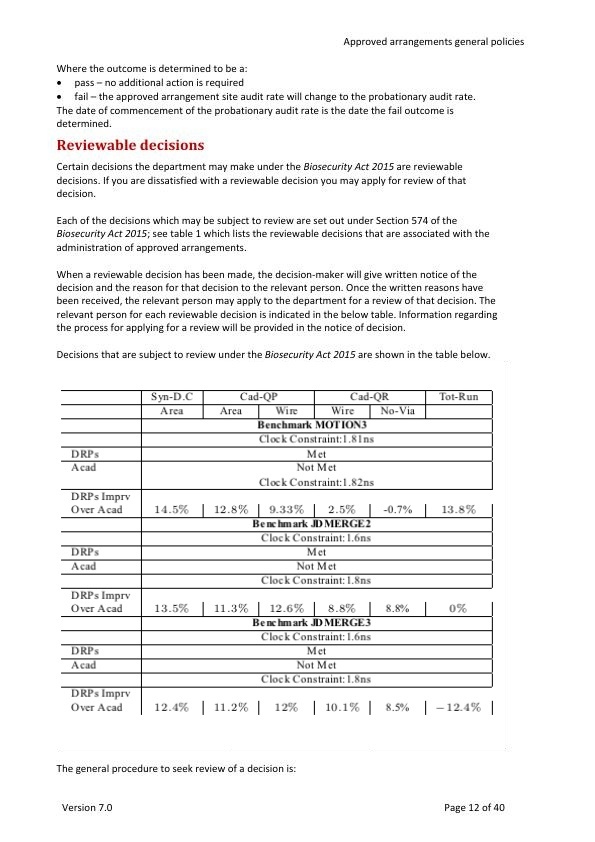 Approved arrangements general policies
Where the outcome is determined to be a:
• pass – no additional action is required
• fail – the approved arrangement site audit rate will change to the probationary audit rate.
The date of commencement of the probationary audit rate is the date the fail outcome is
determined.
Reviewable decisions
Certain decisions the department may make under the Biosecurity Act 2015 are reviewable
decisions. If you are dissatisfied with a reviewable decision you may apply for review of that
decision.
Each of the decisions which may be subject to review are set out under Section 574 of the
Biosecurity Act 2015; see table 1 which lists the reviewable decisions that are associated with the
administration of approved arrangements.
When a reviewable decision has been made, the decision-maker will give written notice of the
decision and the reason for that decision to the relevant person. Once the written reasons have
been received, the relevant person may apply to the department for a review of that decision. The
relevant person for each reviewable decision is indicated in the below table. Information regarding
the process for applying for a review will be provided in the notice of decision.
Decisions that are subject to review under the Biosecurity Act 2015 are shown in the table below.
Syn-D.C Cad-QP Cad-QR Tot-Run
Area Area Wire Wire No-Via
Benchmark MOTION3
Clock Constraint:1.81ns
DRPs Met
Acad Not Met
Clock Constraint:1.82ns
DRPs Imprv
Over Acad 14.5% 12.8% 9.33% 2.5% -0.7% 13.8%
Benchmark JDMERGE2
Clock Constraint:1.6ns
DRPs Met
Acad Not Met
Clock Constraint:1.8ns
DRPs Imprv
Over Acad 13.5% 11.3% 12.6% 8.8% 8.8% 0%
Benchmark JDMERGE3
Clock Constraint:1.6ns
DRPs Met
Acad Not Met
Clock Constraint:1.8ns
DRPs Imprv
Over Acad 12.4% 11.2% 12% 10.1% 8.5% −12.4%
The general procedure to seek review of a decision is:
Version 7.0 Page 12 of 40